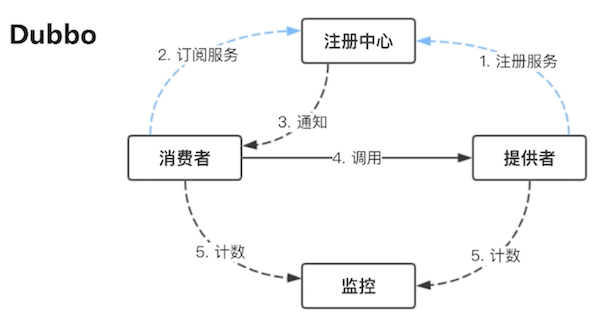 Dubbo
注册中心
2. 订阅服务
1. 注册服务
3. 通知
消费者
4. 调用
提供者
5. 计数
5. 计数
监控